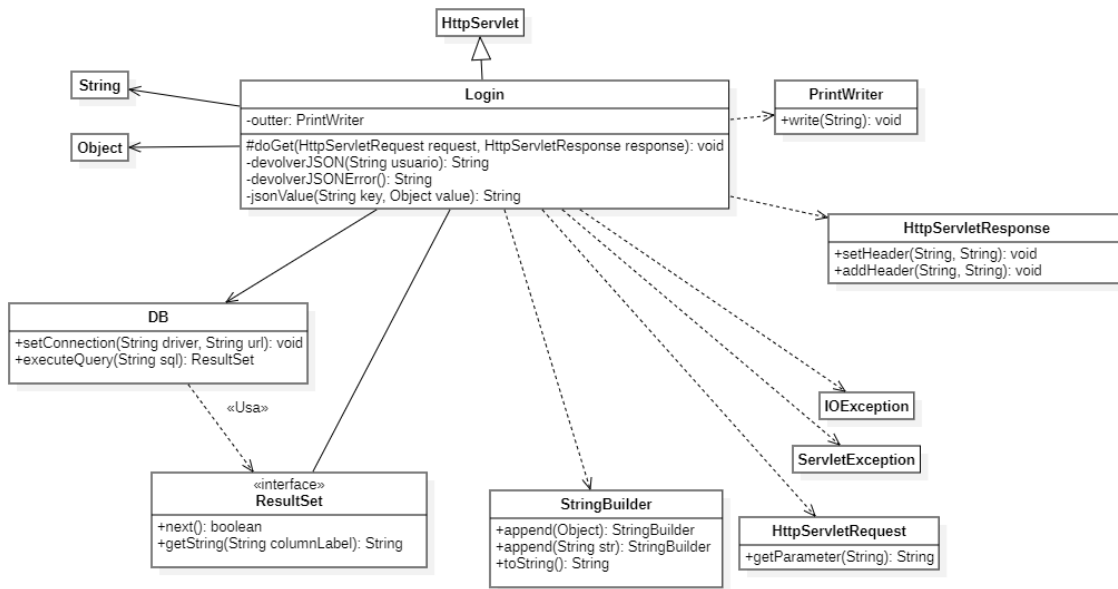 HttpServlet
String
Object
Login
-outter: PrintWriter
#doGet(HttpServletRequest request, HttpServletResponse response): void
-devolverJSON(String usuario): String
-devolverJSONError(): String
-jsonValue(String key, Object value): String
PrintWriter
+write(String): void
HttpServletResponse
+setHeader(String, String): void
+addHeader(String, String): void
DB
+setConnection(String driver, String url): void
+executeQuery(String sql): ResultSet
«Usa»
«interface»
ResultSet
+next(): boolean
+getString(String columnLabel): String
StringBuilder
+append(Object): StringBuilder
+append(String str): StringBuilder
+toString(): String
IOException
ServletException
HttpServletRequest
+getParameter(String): String